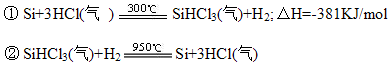 ① Si+3HCl(气 ) 300℃ SiHCl₃(气)+H₂; △H=-381KJ/mol
② SiHCl₃(气)+H₂ 950℃ Si+3HCl(气)